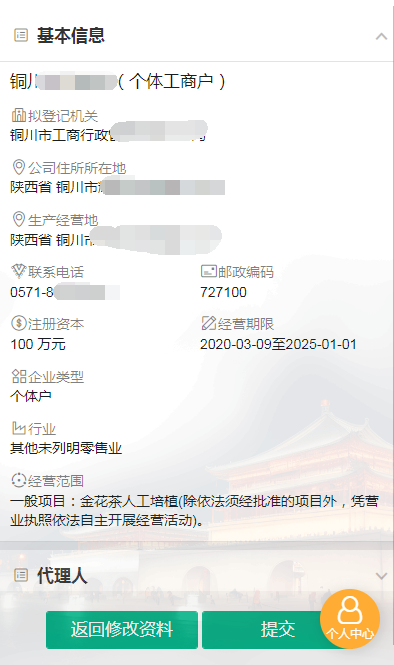 基本信息
铜川（个体工商户）
拟登记机关
铜川市工商行政
公司住所所在地
陕西省 铜川市
生产经营地
陕西省 铜川市
联系电话 邮政编码
0571-8 727100
注册资本 经营期限
100 万元 2020-03-09至2025-01-01
企业类型
个体户
行业
其他未列明零售业
经营范围
一般项目：金花茶人工培植(除依法须经批准的项目外，凭营
业执照依法自主开展经营活动)。
代理人
返回修改资料 提交 个人中心